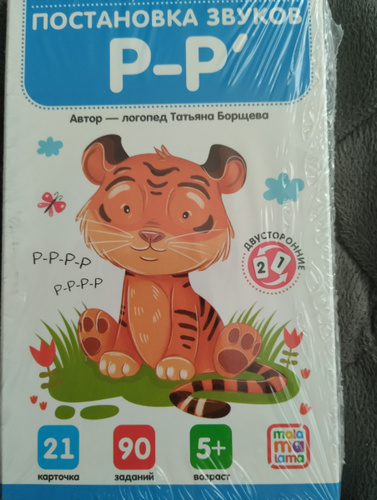 ПОСТАНОВКА ЗВУКОВ
Р-Р'
Автор — логопед Татьяна Борщева
Р-Р-Р-Р
Р-Р-Р-Р
ДВУСТОРОННИЕ
2 1
21
карточка
90
заданий
5+
возраст
mala
ma
lama